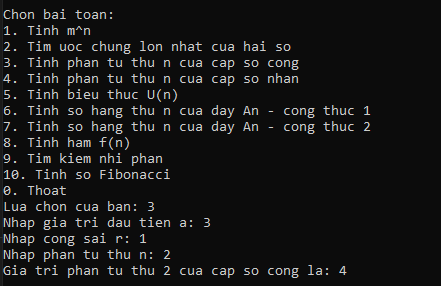 Chon bai toan:
1. Tinh m^n
2. Tim uoc chung lon nhat cua hai so
3. Tinh phan tu thu n cua cap so cong
4. Tinh phan tu thu n cua cap so nhan
5. Tinh bieu thuc U(n)
6. Tinh so hang thu n cua day An - cong thuc 1
7. Tinh so hang thu n cua day An - cong thuc 2
8. Tinh ham f(n)
9. Tim kiem nhi phan
10. Tinh so Fibonacci
0. Thoat
Lua chon cua ban: 3
Nhap gia tri dau tien a: 3
Nhap cong sai r: 1
Nhap phan tu thu n: 2
Gia tri phan tu thu 2 cua cap so cong la: 4